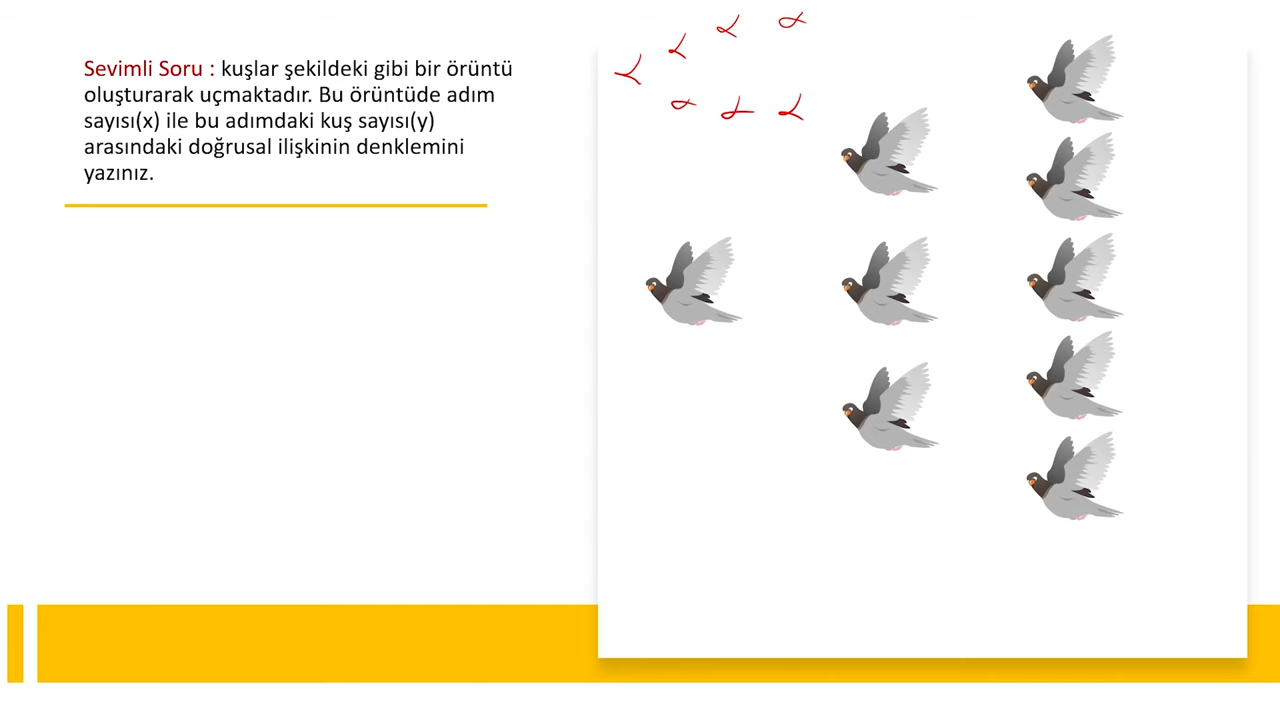 Sevimli Soru : kuşlar şekildeki gibi bir örüntü
oluşturarak uçmaktadır. Bu örüntüde adım
sayısı(x) ile bu adımdaki kuş sayısı(y)
arasındaki doğrusal ilişkinin denklemini
yazınız.